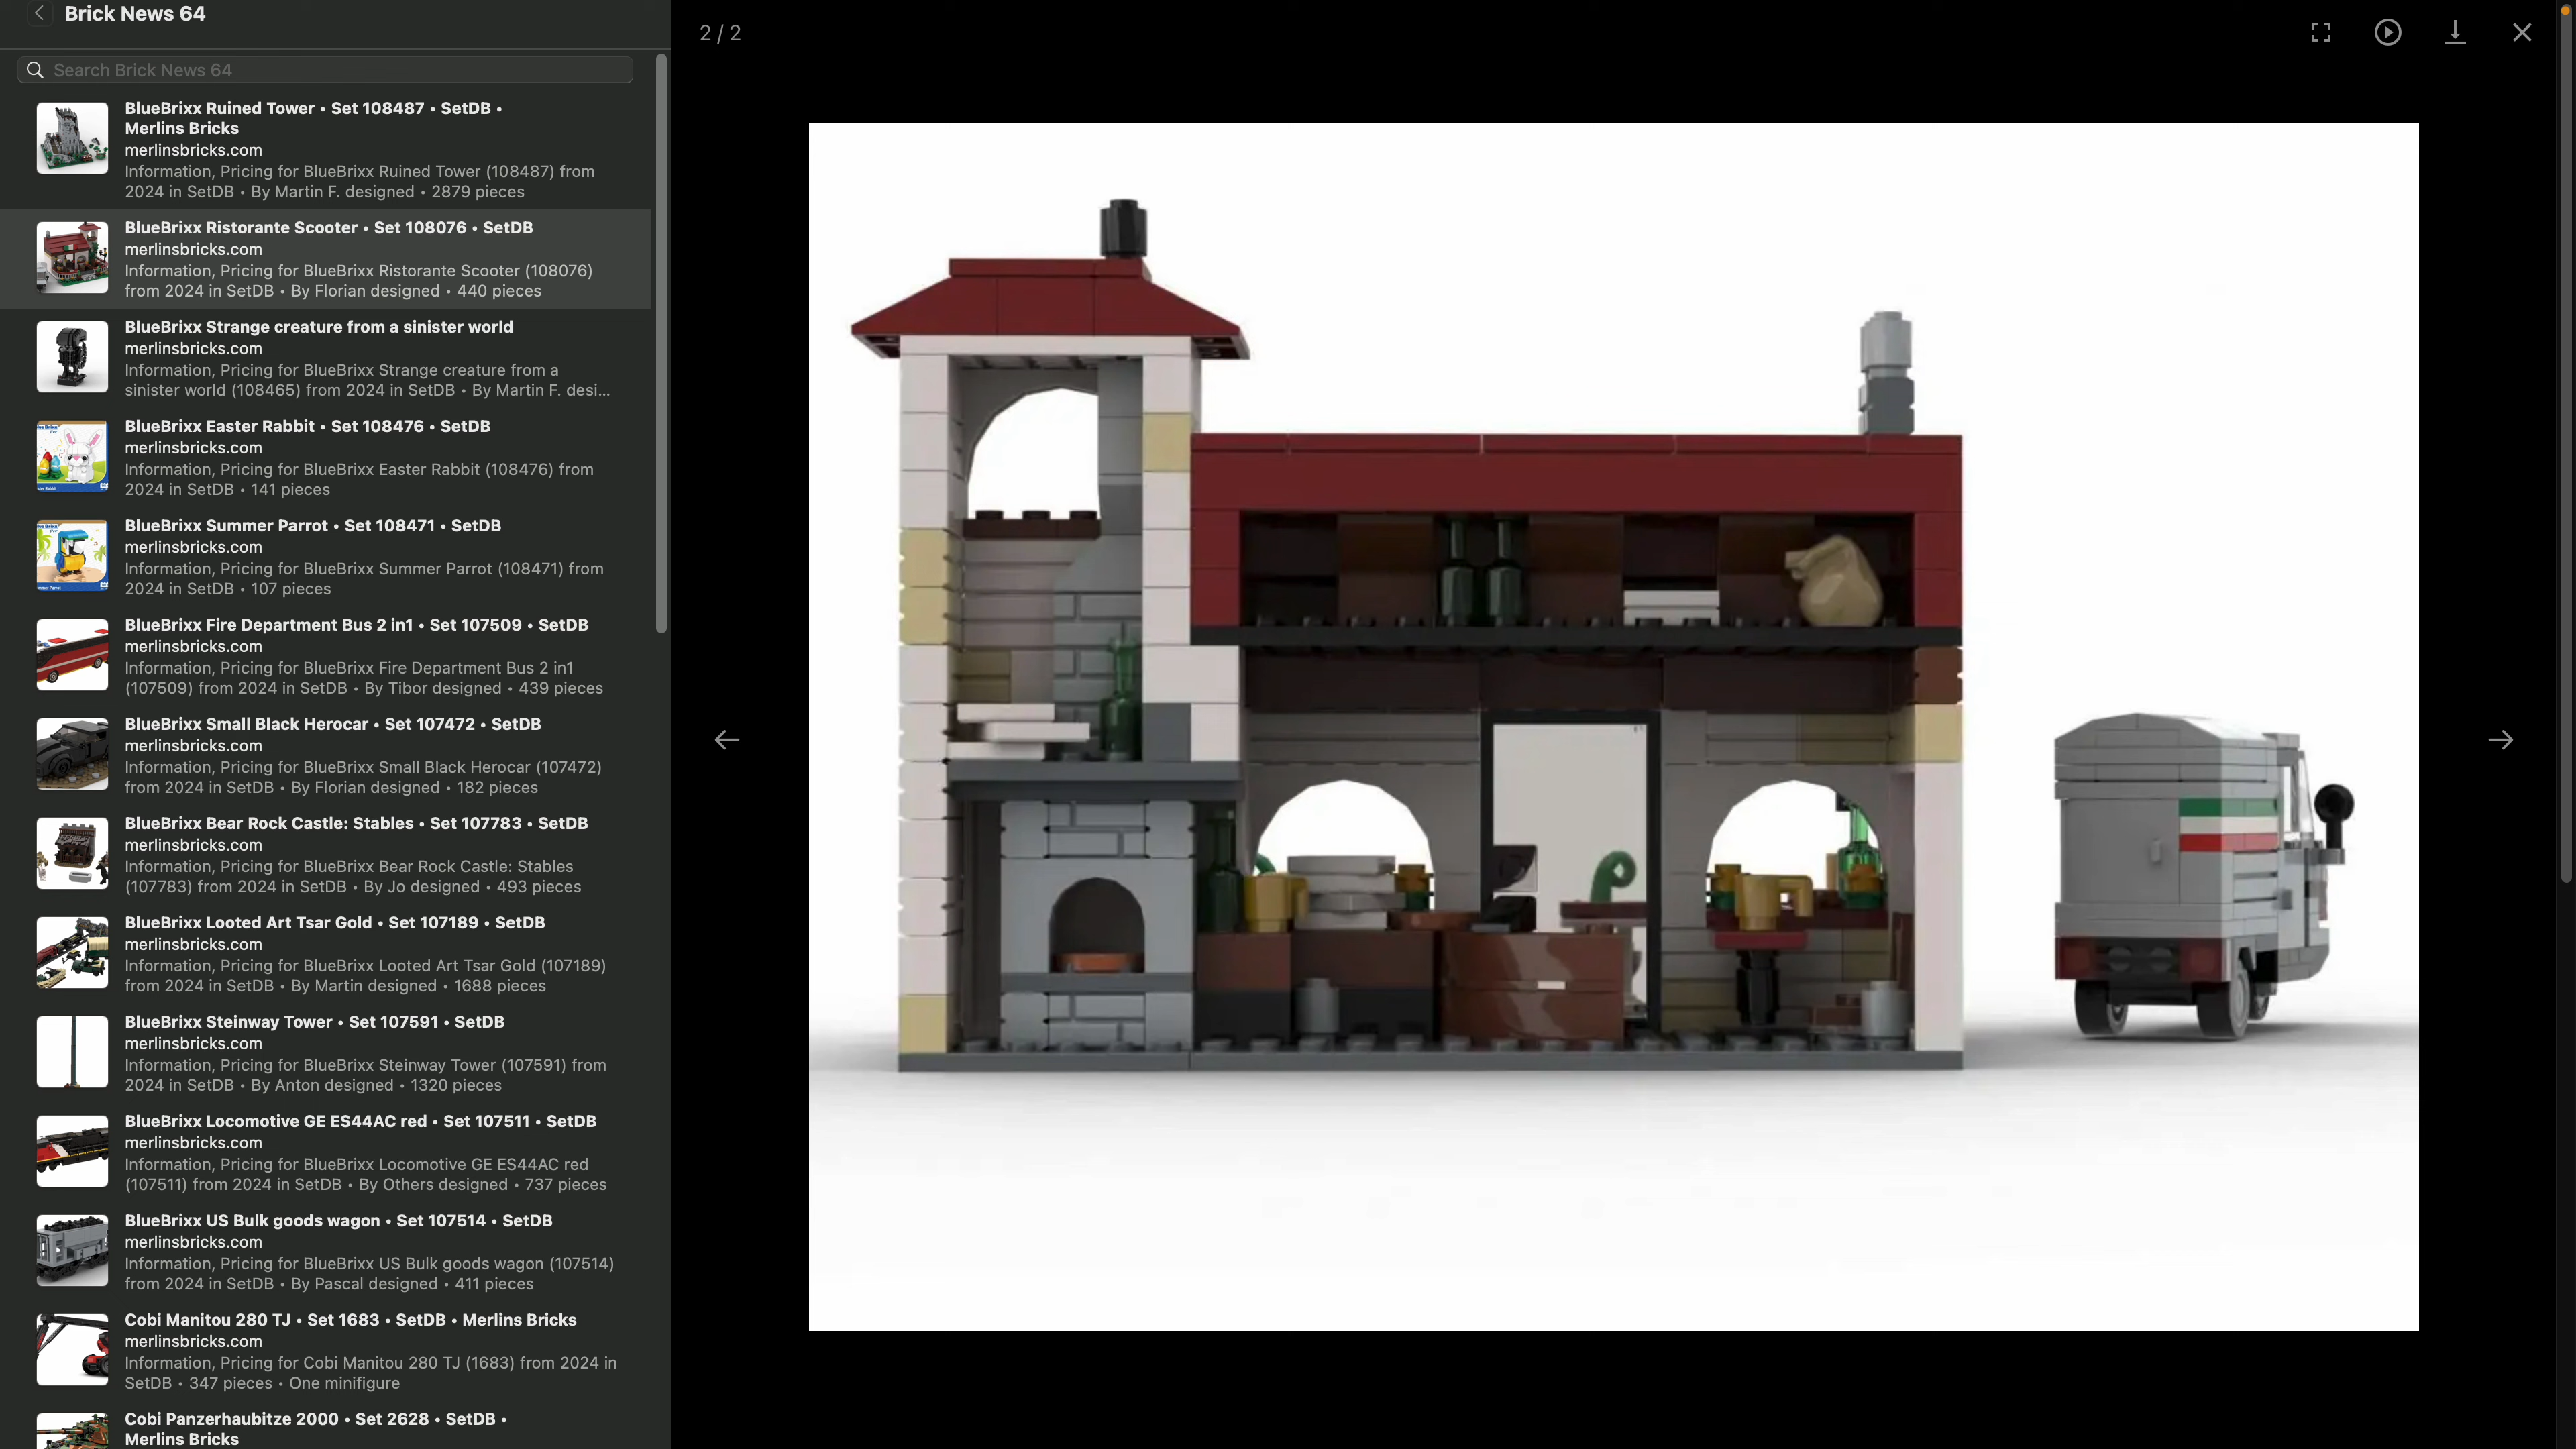 Brick News 64
Search Brick News 64
BlueBrixx Ruined Tower • Set 108487 • SetDB •
Merlins Bricks
merlinsbricks.com
Information, Pricing for BlueBrixx Ruined Tower (108487) from
2024 in SetDB • By Martin F. designed • 2879 pieces
BlueBrixx Ristorante Scooter • Set 108076 • SetDB
merlinsbricks.com
Information, Pricing for BlueBrixx Ristorante Scooter (108076)
from 2024 in SetDB • By Florian designed • 440 pieces
BlueBrixx Strange creature from a sinister world
merlinsbricks.com
Information, Pricing for BlueBrixx Strange creature from a
sinister world (108465) from 2024 in SetDB • By Martin F. desi...
BlueBrixx Easter Rabbit • Set 108476 • SetDB
merlinsbricks.com
Information, Pricing for BlueBrixx Easter Rabbit (108476) from
2024 in SetDB • 141 pieces
BlueBrixx Summer Parrot • Set 108471 • SetDB
merlinsbricks.com
Information, Pricing for BlueBrixx Summer Parrot (108471) from
2024 in SetDB • 107 pieces
BlueBrixx Fire Department Bus 2 in1 • Set 107509 • SetDB
merlinsbricks.com
Information, Pricing for BlueBrixx Fire Department Bus 2 in1
(107509) from 2024 in SetDB • By Tibor designed • 439 pieces
BlueBrixx Small Black Herocar • Set 107472 • SetDB
merlinsbricks.com
Information, Pricing for BlueBrixx Small Black Herocar (107472)
from 2024 in SetDB • By Florian designed • 182 pieces
BlueBrixx Bear Rock Castle: Stables • Set 107783 • SetDB
merlinsbricks.com
Information, Pricing for BlueBrixx Bear Rock Castle: Stables
(107783) from 2024 in SetDB • By Jo designed • 493 pieces
BlueBrixx Looted Art Tsar Gold • Set 107189 • SetDB
merlinsbricks.com
Information, Pricing for BlueBrixx Looted Art Tsar Gold (107189)
from 2024 in SetDB • By Martin designed • 1688 pieces
BlueBrixx Steinway Tower • Set 107591 • SetDB
merlinsbricks.com
Information, Pricing for BlueBrixx Steinway Tower (107591) from
2024 in SetDB • By Anton designed • 1320 pieces
BlueBrixx Locomotive GE ES44AC red • Set 107511 • SetDB
merlinsbricks.com
Information, Pricing for BlueBrixx Locomotive GE ES44AC red
(107511) from 2024 in SetDB • By Others designed • 737 pieces
BlueBrixx US Bulk goods wagon • Set 107514 • SetDB
merlinsbricks.com
Information, Pricing for BlueBrixx US Bulk goods wagon (107514)
from 2024 in SetDB • By Pascal designed • 411 pieces
Cobi Manitou 280 TJ • Set 1683 • SetDB • Merlins Bricks
merlinsbricks.com
Information, Pricing for Cobi Manitou 280 TJ (1683) from 2024 in
SetDB • 347 pieces • One minifigure
Cobi Panzerhaubitze 2000 • Set 2628 • SetDB •
Merlins Bricks
2 / 2